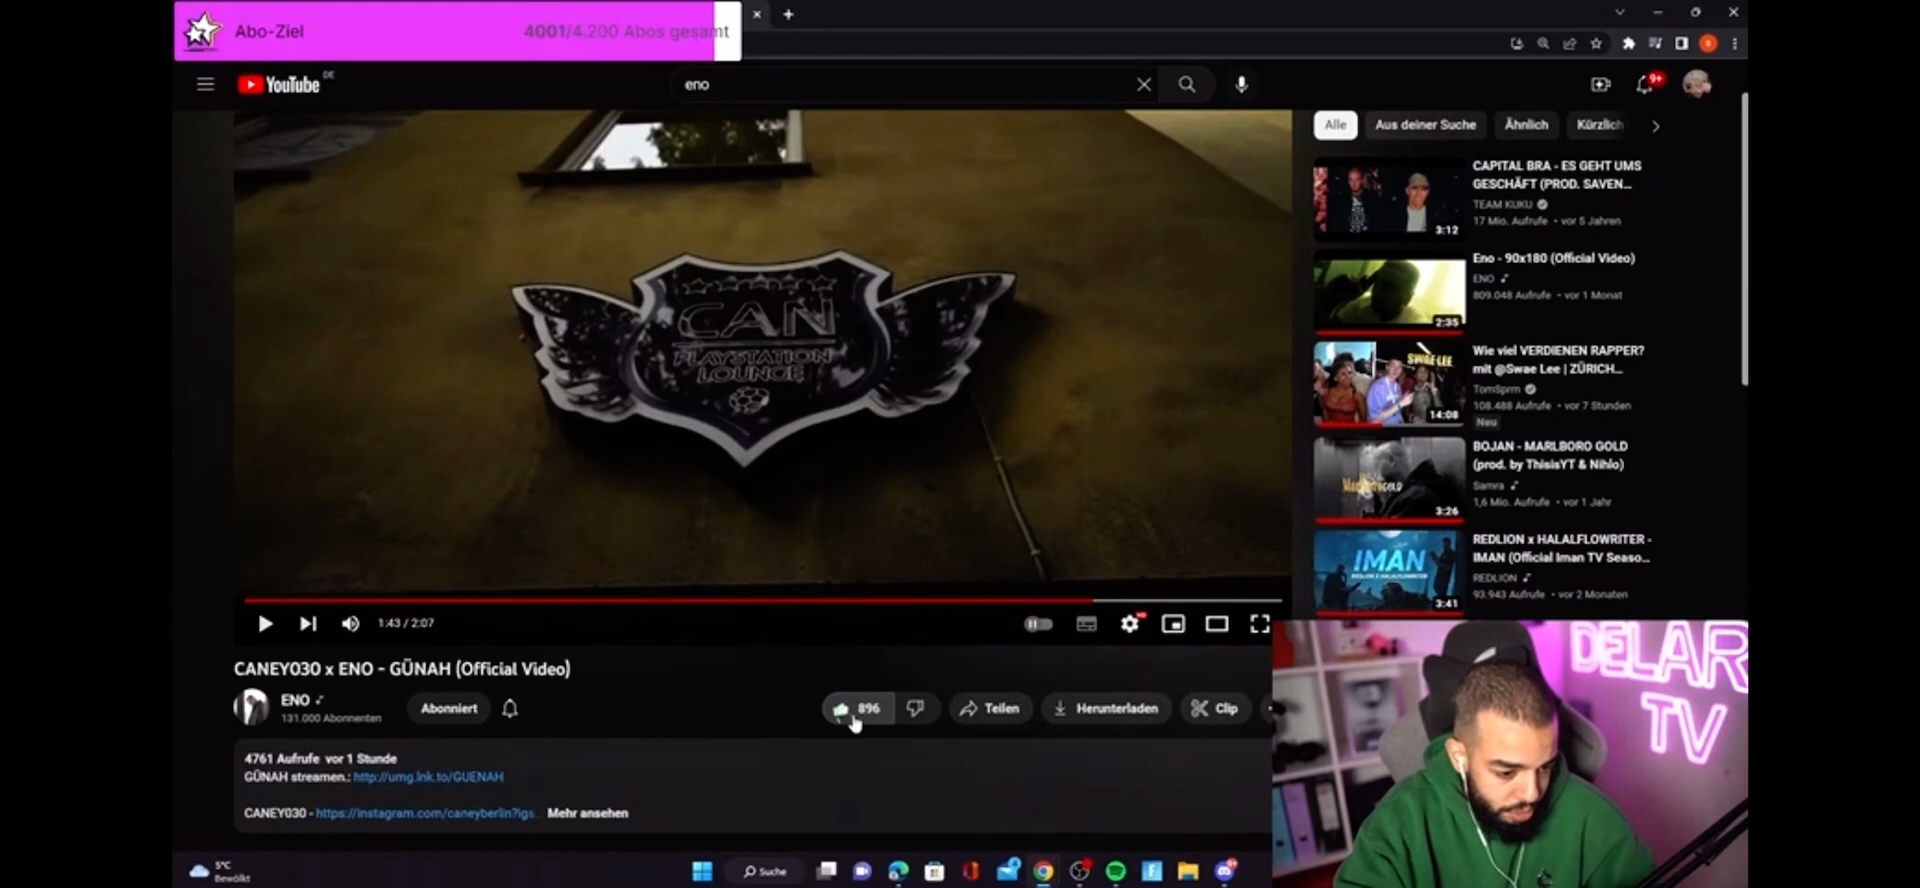 Abo-Ziel
4001/4.200 Abos gesamt
YouTube DE
eno
9+
CAN
PLAYSTATION
LOUNGE
Alle
Aus deiner Suche
Ähnlich
Kürzlich
CAPITAL BRA - ES GEHT UMS
GESCHÄFT (PROD. SAVEN...
TEAM KUKU
17 Mio. Aufrufe • vor 5 Jahren
3:12
Eno - 90x180 (Official Video)
ENO
809.048 Aufrufe • vor 1 Monat
2:35
SWAE LEE
Wie viel VERDIENEN RAPPER?
mit @Swae Lee | ZÜRICH...
TomSprm
108.488 Aufrufe • vor 7 Stunden
Neu
14:08
BOJAN - MARLBORO GOLD
(prod. by ThisisYT & Nihlo)
Samra
1,6 Mio. Aufrufe • vor 1 Jahr
3:26
IMAN
REDLION X HALALFLOWRITER
REDLION x HALALFLOWRITER -
IMAN (Official Iman TV Seaso...
REDLION
93.943 Aufrufe • vor 2 Monaten
3:41
1:43 / 2:07
CANEY030 x ENO - GÜNAH (Official Video)
ENO
131.000 Abonnenten
Abonniert
896
Teilen
Herunterladen
Clip
4761 Aufrufe vor 1 Stunde
GÜNAH streamen.: http://umg.lnk.to/GUENAH
CANEY030 - https://instagram.com/caneyberlin?igs... Mehr ansehen
DELAR
TV
5°C
Bewölkt
Suche